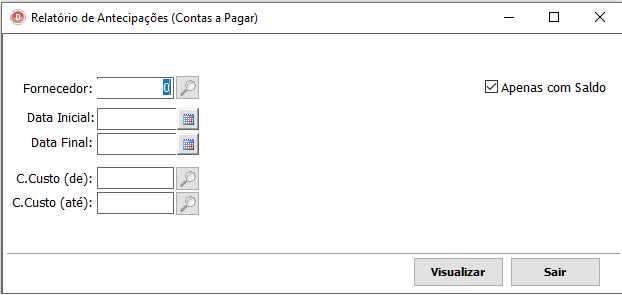 D Relatório de Antecipações (Contas a Pagar)
Fornecedor: 0
Apenas com Saldo
Data Inicial:
Data Final:
C.Custo (de):
C.Custo (até):
Visualizar
Sair